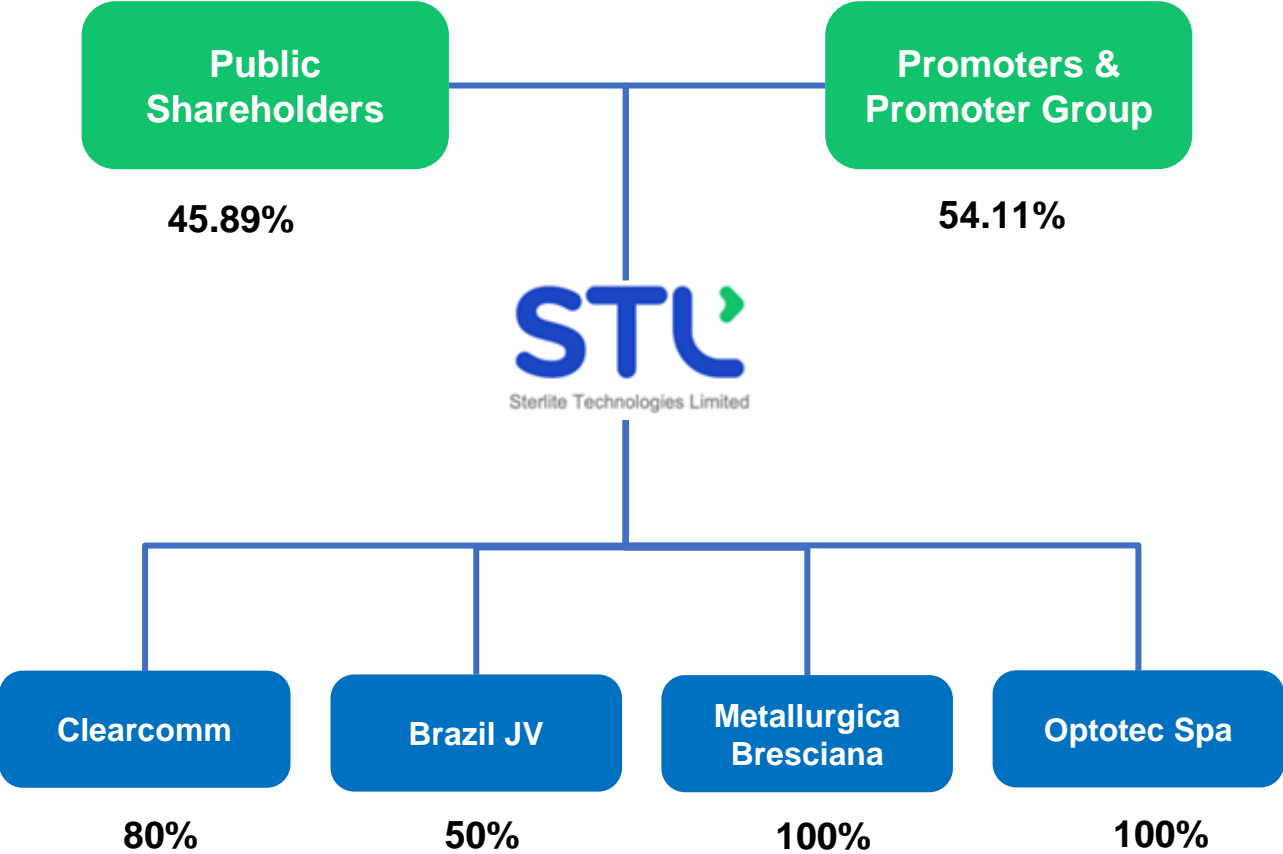 Public
Shareholders
Promoters &
Promoter Group
45.89%
54.11%
STL
Sterlite Technologies Limited
Clearcomm
Brazil JV
Metallurgica
Bresciana
Optotec Spa
80%
50%
100%
100%